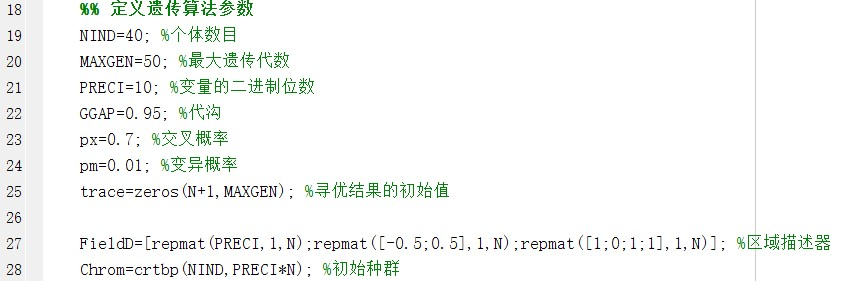 18 %% 定义遗传算法参数
19 NIND=40; %个体数目
20 MAXGEN=50; %最大遗传代数
21 PRECI=10; %变量的二进制位数
22 GGAP=0.95; %代沟
23 px=0.7; %交叉概率
24 pm=0.01; %变异概率
25 trace=zeros(N+1,MAXGEN); %寻优结果的初始值
26
27 FieldD=[repmat(PRECI,1,N);repmat([-0.5;0.5],1,N);repmat([1;0;1;1],1,N)]; %区域描述器
28 Chrom=crtbp(NIND,PRECI*N); %初始种群